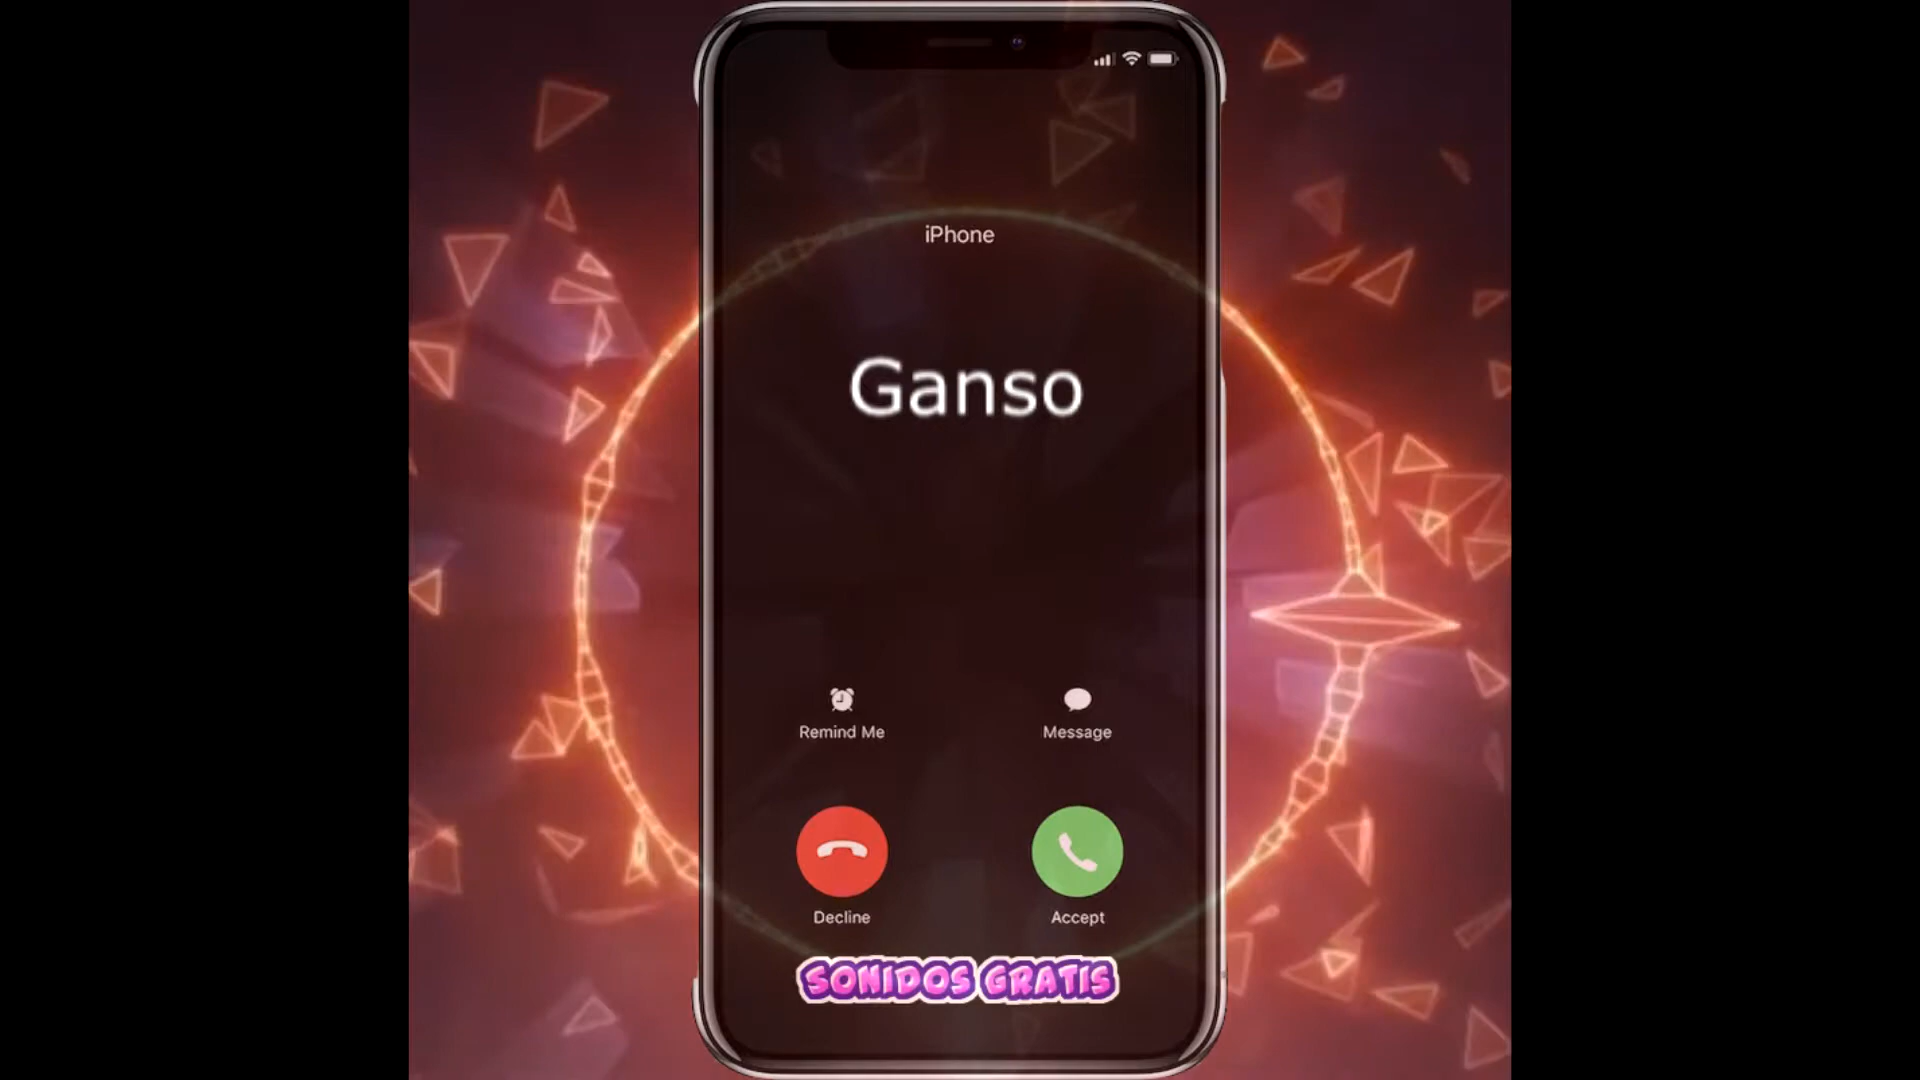 iPhone
Ganso
Remind Me
Message
Decline
Accept
SONIDOS GRATIS